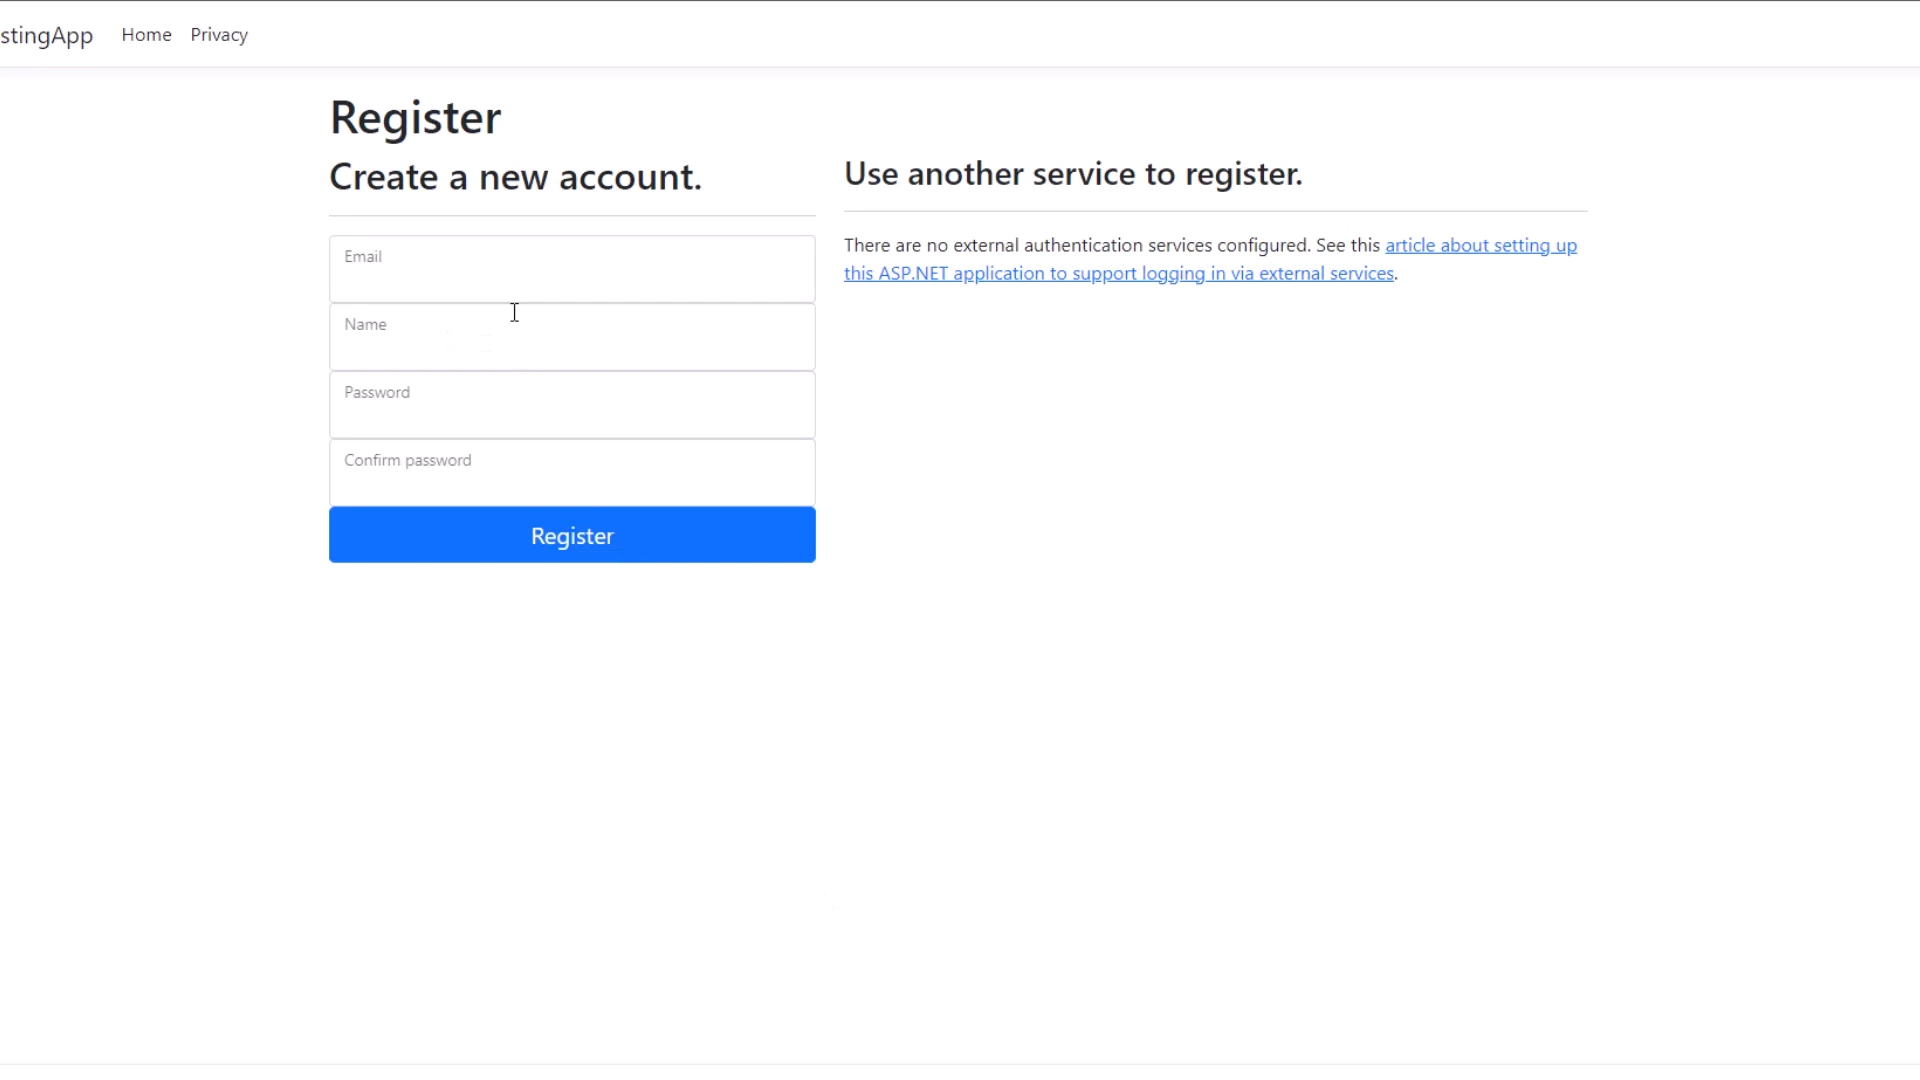 stingApp Home Privacy
Register
Create a new account.
Email
Name
Password
Confirm password
Register
Use another service to register.
There are no external authentication services configured. See this article about setting up
this ASP.NET application to support logging in via external services.